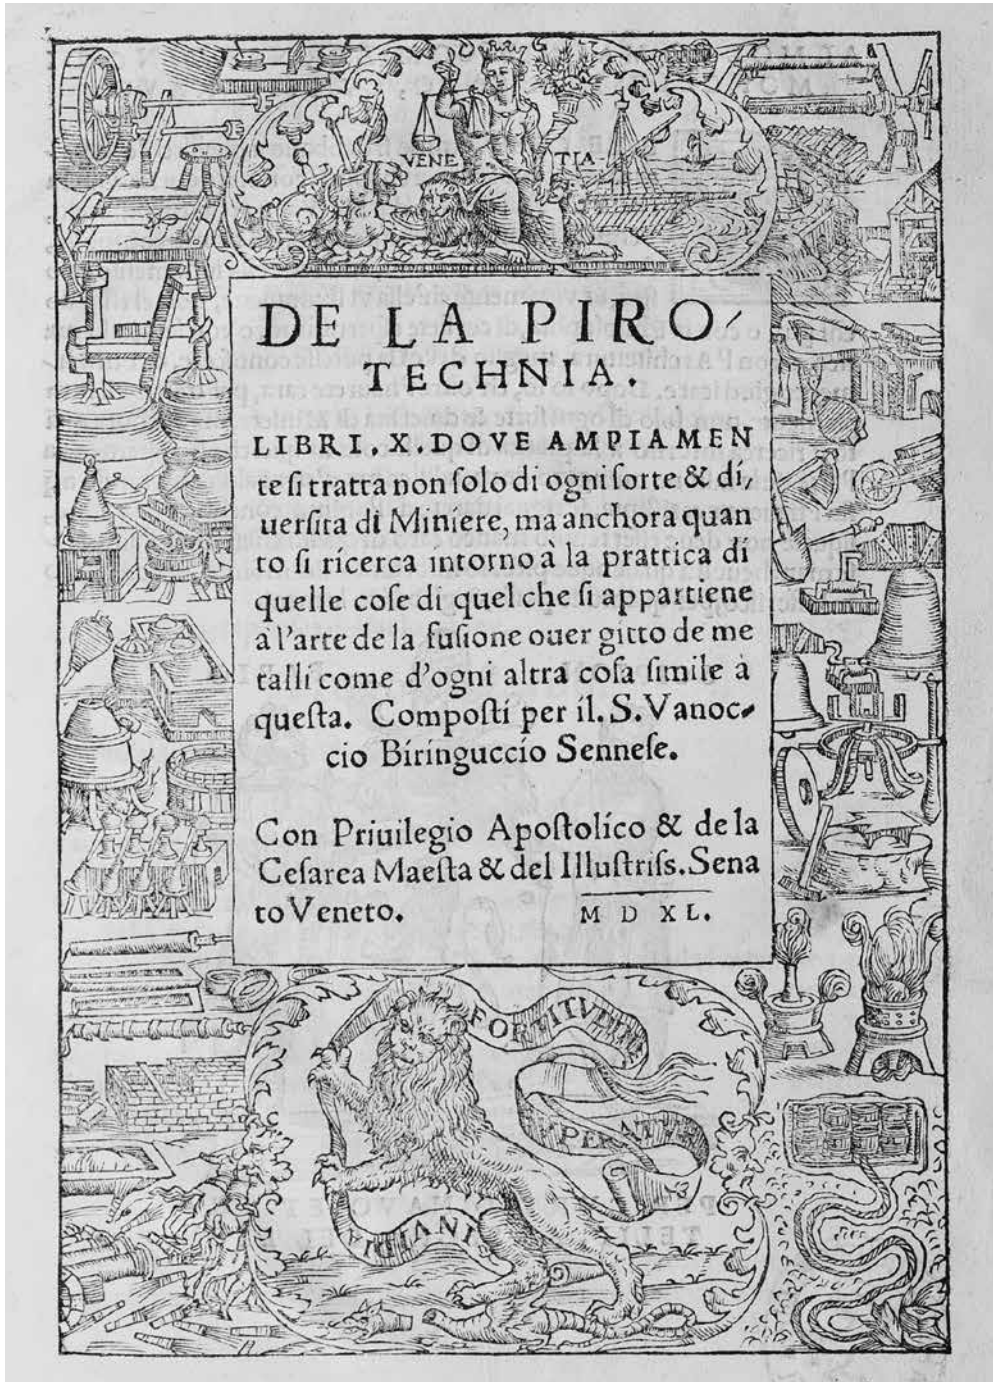 VENE TIA
DE LA PIRO/
TECHNIA.
LIBRI.X.DOVE AMPIAMEN
te ſi tratta non ſolo di ogni ſorte & di,
uerſita di Miniere, ma anchora quan
to ſi ricerca intorno à la prattica di
quelle coſe di quel che ſi appartiene
à l'arte de la fuſione ouer gitto de me
talli come d'ogni altra coſa ſimile à
queſta. Compoſti per il. S. Vanoc⸗
cio Biringuccio Senneſe.
Con Priuilegio Apoſtolico & de la
Ceſarea Maeſta & del Illuſtriſs. Sena
to Veneto.
M D XL.
FORTITVDINE
INVIDIA